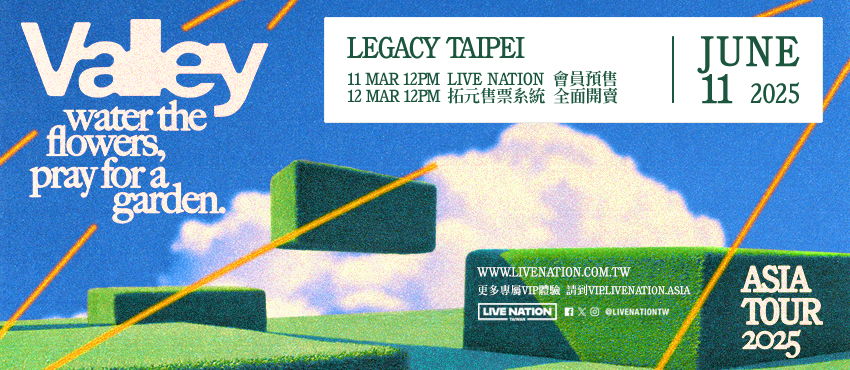 Valley
water the
flowers,
pray for a
garden.
LEGACY TAIPEI
11 MAR 12PM LIVE NATION 會員預售
12 MAR 12PM 拓元售票系統 全面開賣
JUNE
11 2025
WWW.LIVENATION.COM.TW
更多專屬VIP體驗 請到VIPLIVENATION.ASIA
LIVE NATION
TAIWAN
@LIVENATIONTW
ASIA
TOUR
2025